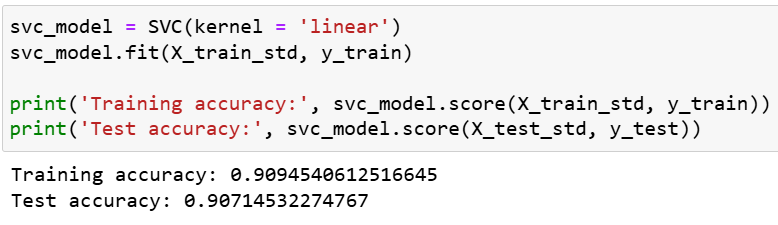 svc_model = SVC(kernel = 'linear')
svc_model.fit(X_train_std, y_train)
print('Training accuracy:', svc_model.score(X_train_std, y_train))
print('Test accuracy:', svc_model.score(X_test_std, y_test))
Training accuracy: 0.9094540612516645
Test accuracy: 0.90714532274767